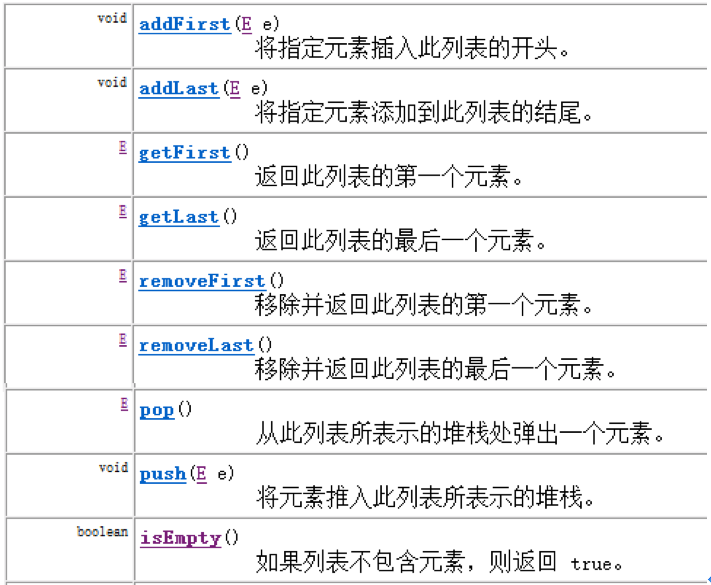 void addFirst(E e)
将指定元素插入此列表的开头。
void addLast(E e)
将指定元素添加到此列表的结尾。
E getFirst()
返回此列表的第一个元素。
E getLast()
返回此列表的最后一个元素。
E removeFirst()
移除并返回此列表的第一个元素。
E removeLast()
移除并返回此列表的最后一个元素。
E pop()
从此列表所表示的堆栈处弹出一个元素。
void push(E e)
将元素推入此列表所表示的堆栈。
boolean isEmpty()
如果列表不包含元素，则返回 true。